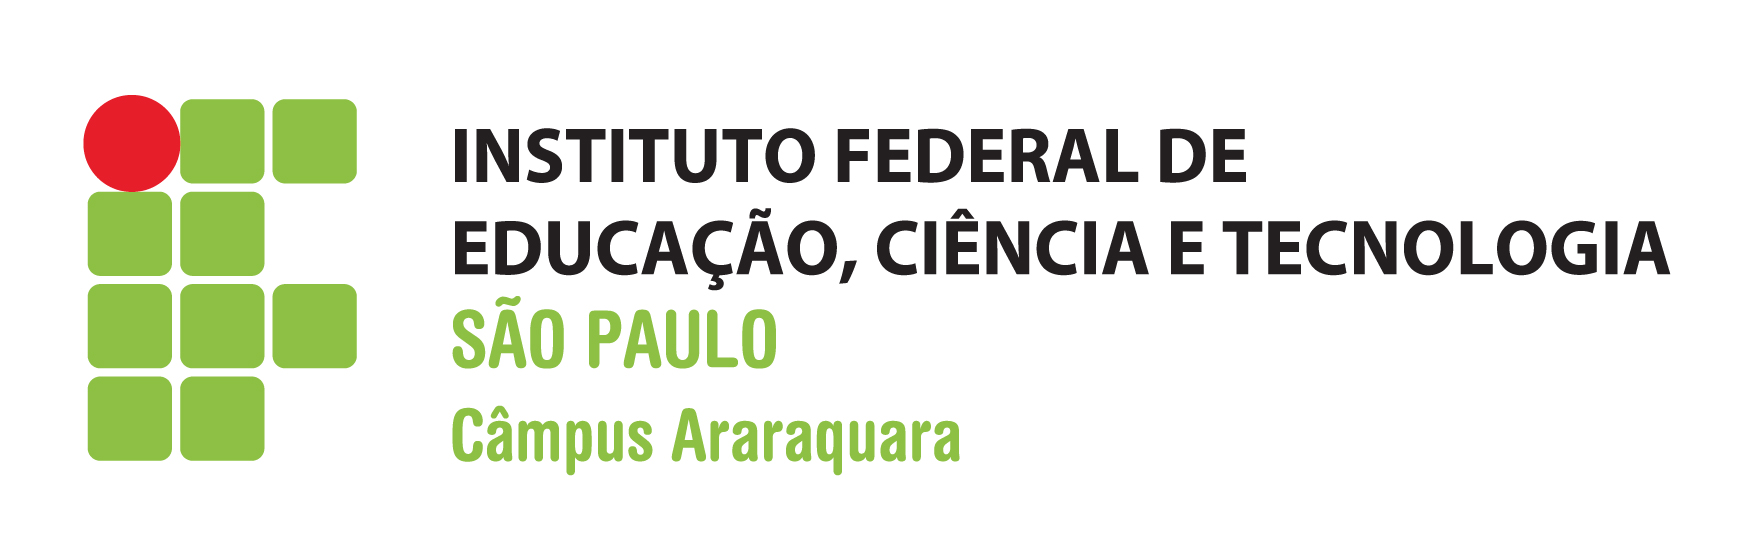 INSTITUTO FEDERAL DE
EDUCAÇÃO, CIÊNCIA E TECNOLOGIA
SÃO PAULO
Câmpus Araraquara